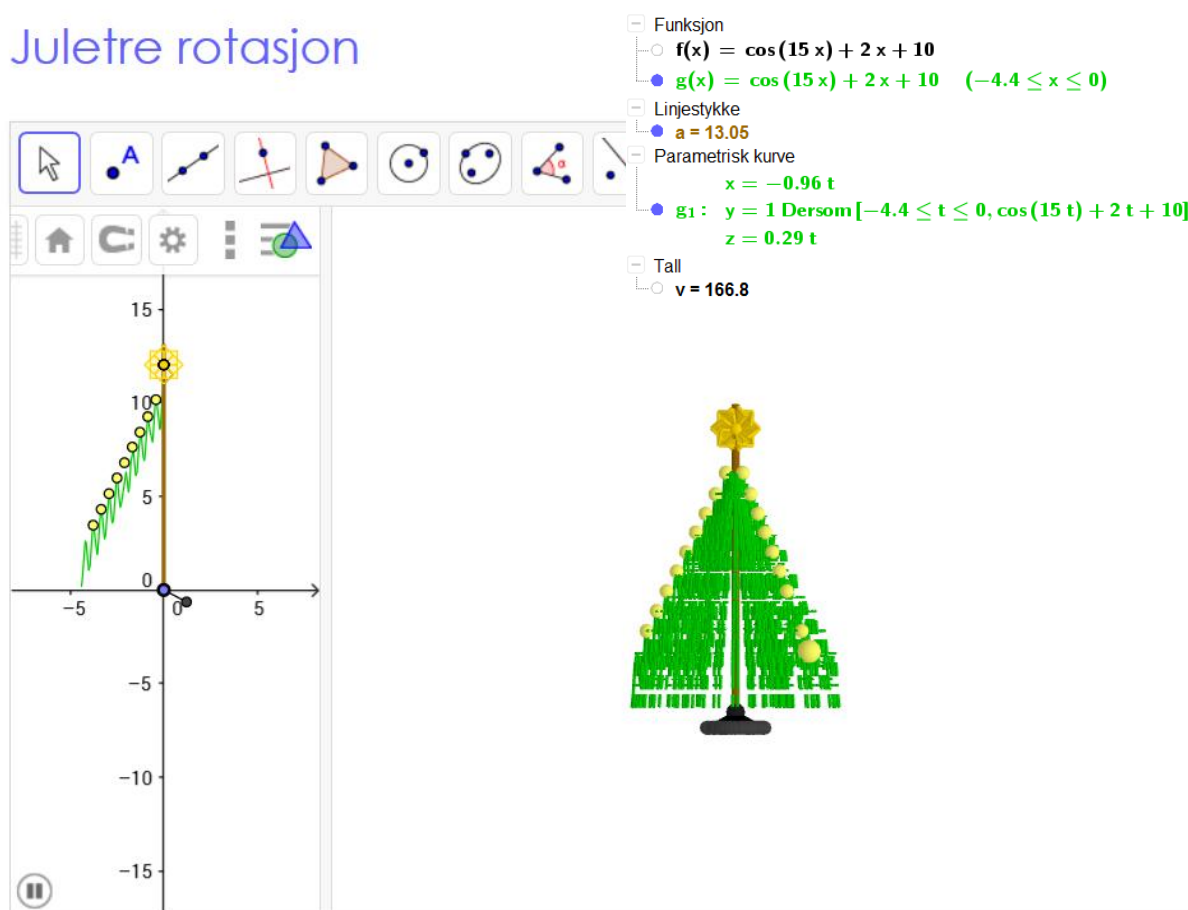 Juletre rotasjon
Funksjon
f(x) = cos (15 x) + 2 x + 10
g(x) = cos (15 x) + 2 x + 10 (−4.4 ≤ x ≤ 0)
Linjestykke
a = 13.05
Parametrisk kurve
x = −0.96 t
g₁ : y = 1 Dersom[−4.4 ≤ t ≤ 0, cos (15 t) + 2 t + 10]
z = 0.29 t
Tall
v = 166.8
A
α
15
10
5
0
−5
0
5
−5
−10
−15